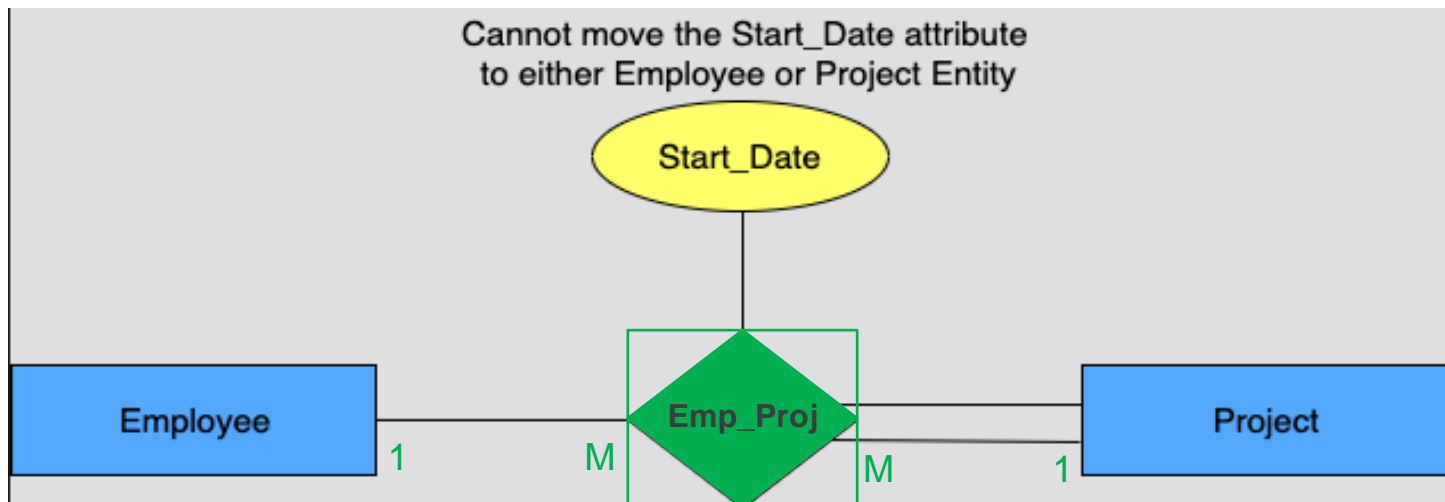 Cannot move the Start_Date attribute
to either Employee or Project Entity
Start_Date
Employee
1
M
Emp_Proj
M
1
Project